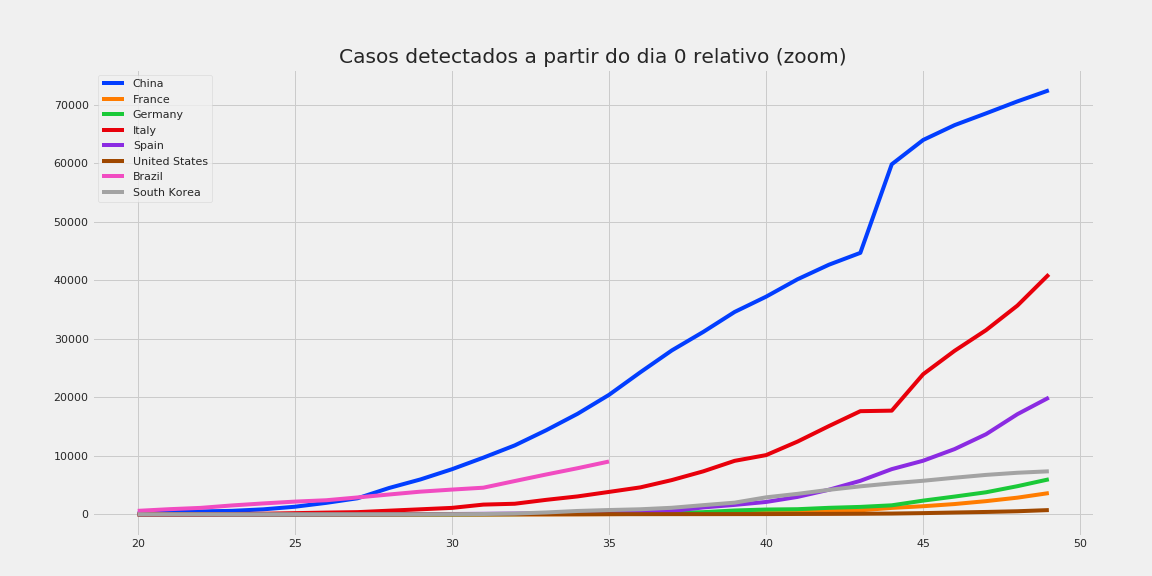 Casos detectados a partir do dia 0 relativo (zoom)
China
France
Germany
Italy
Spain
United States
Brazil
South Korea
70000
60000
50000
40000
30000
20000
10000
0
20 25 30 35 40 45 50